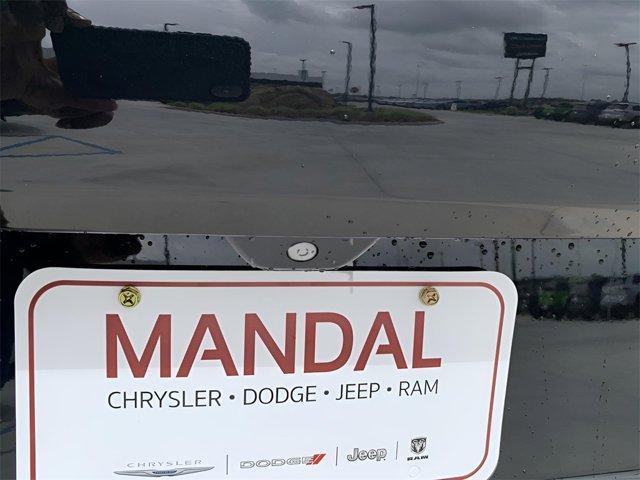 MANDAL
CHRYSLER • DODGE • JEEP • RAM
CHRYSLER DODGE Jeep RAM